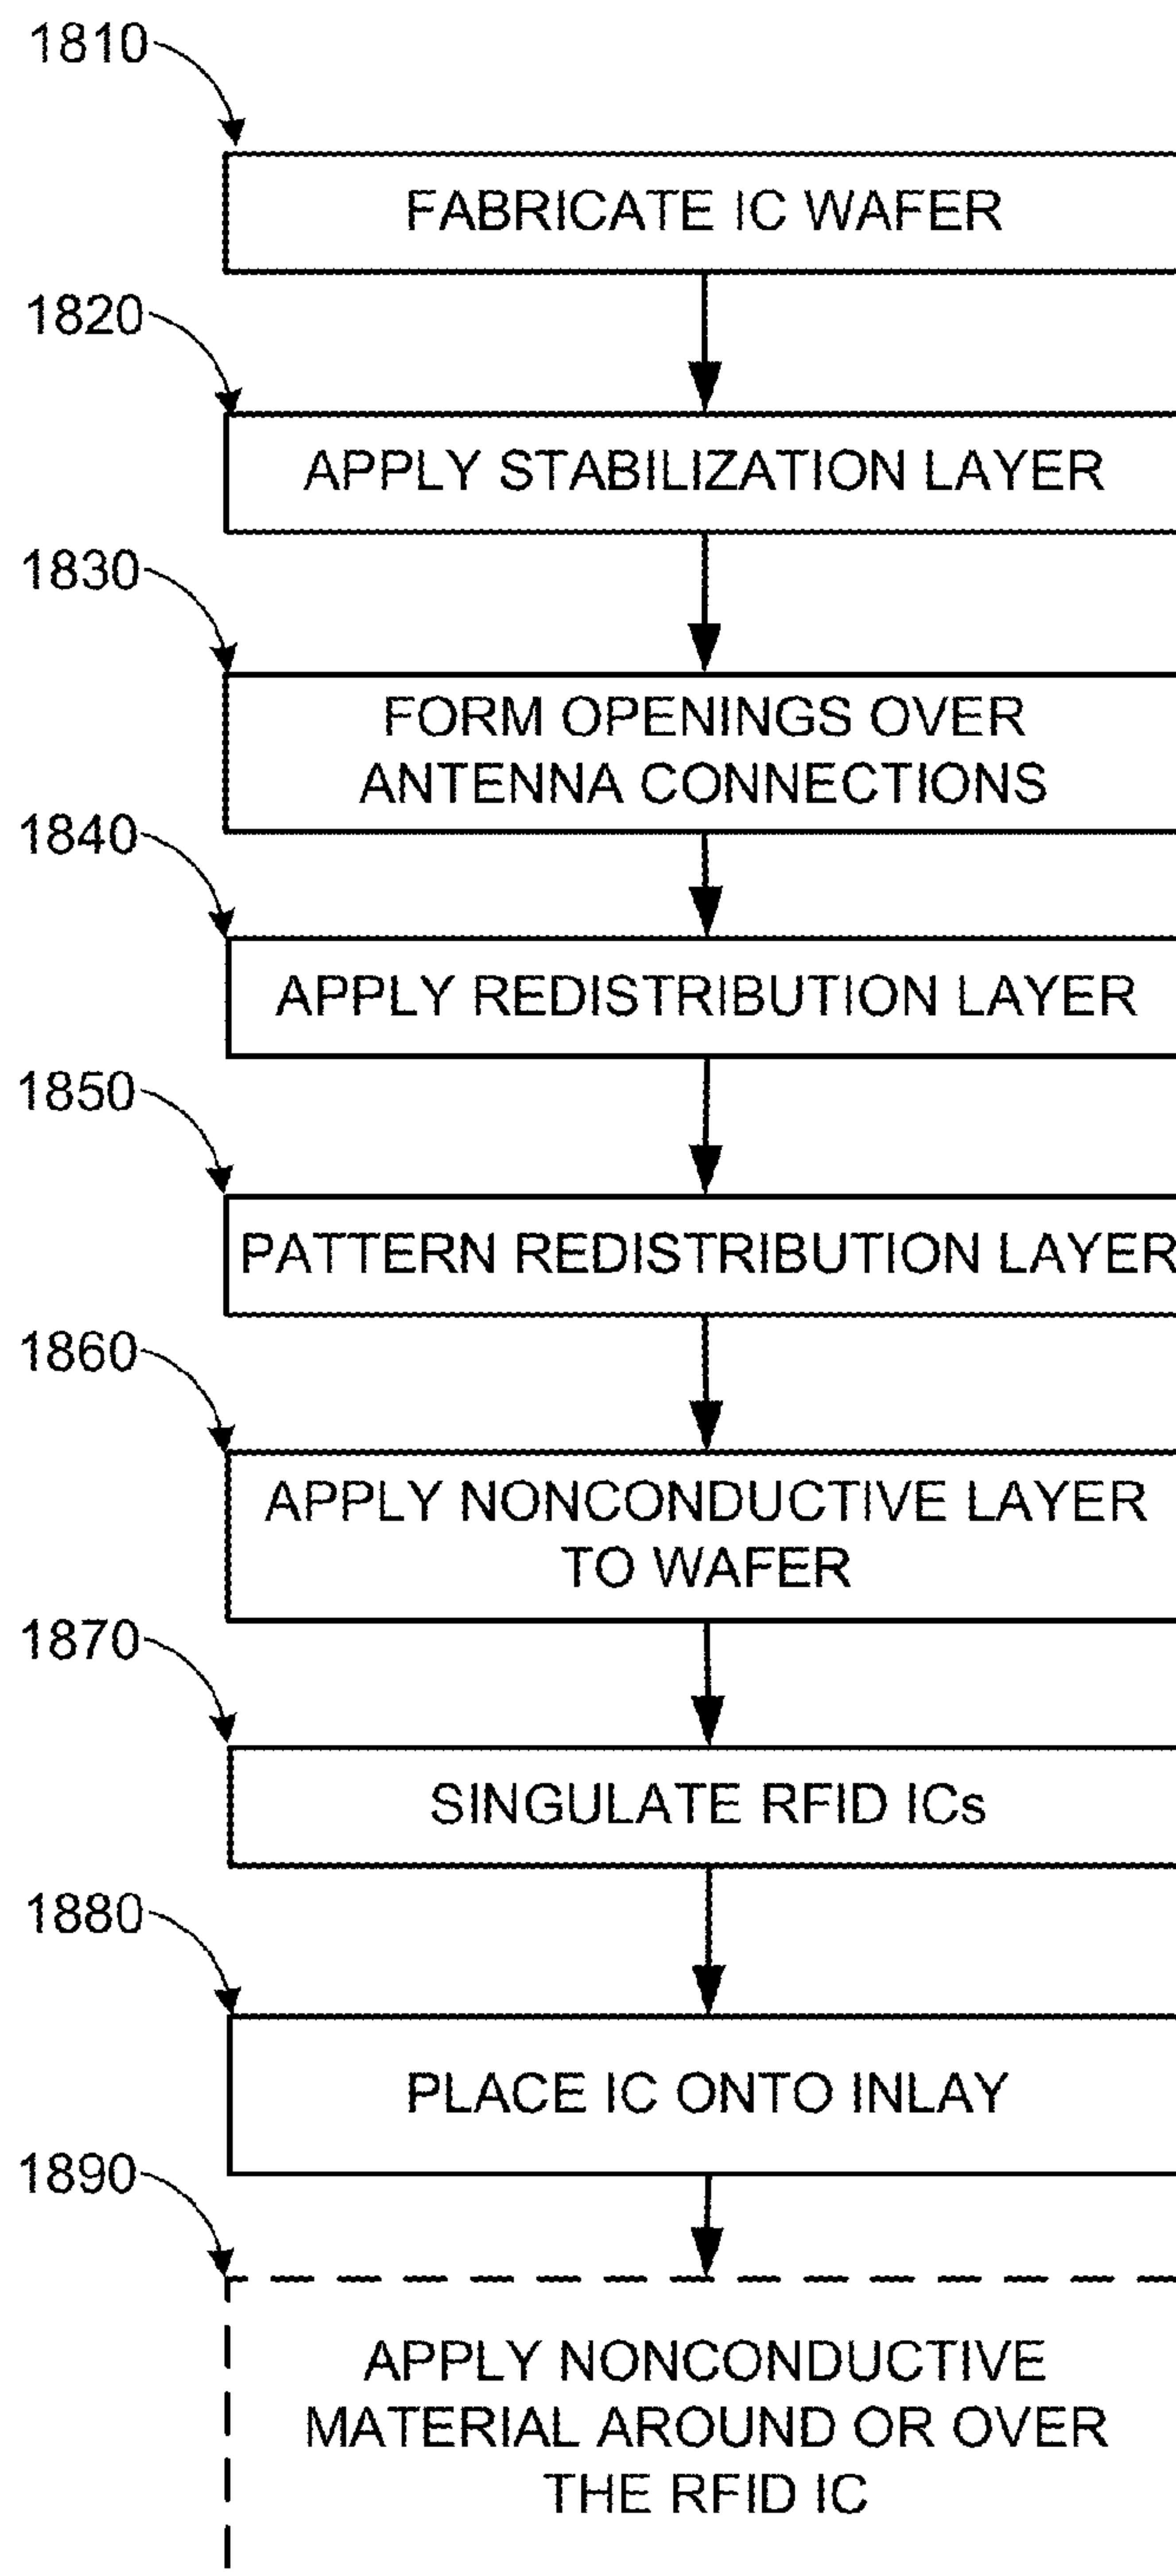 1810
FABRICATE IC WAFER
1820
APPLY STABILIZATION LAYER
1830
FORM OPENINGS OVER
ANTENNA CONNECTIONS
1840
APPLY REDISTRIBUTION LAYER
1850
PATTERN REDISTRIBUTION LAYER
1860
APPLY NONCONDUCTIVE LAYER
TO WAFER
1870
SINGULATE RFID ICs
1880
PLACE IC ONTO INLAY
1890
APPLY NONCONDUCTIVE
MATERIAL AROUND OR OVER
THE RFID IC